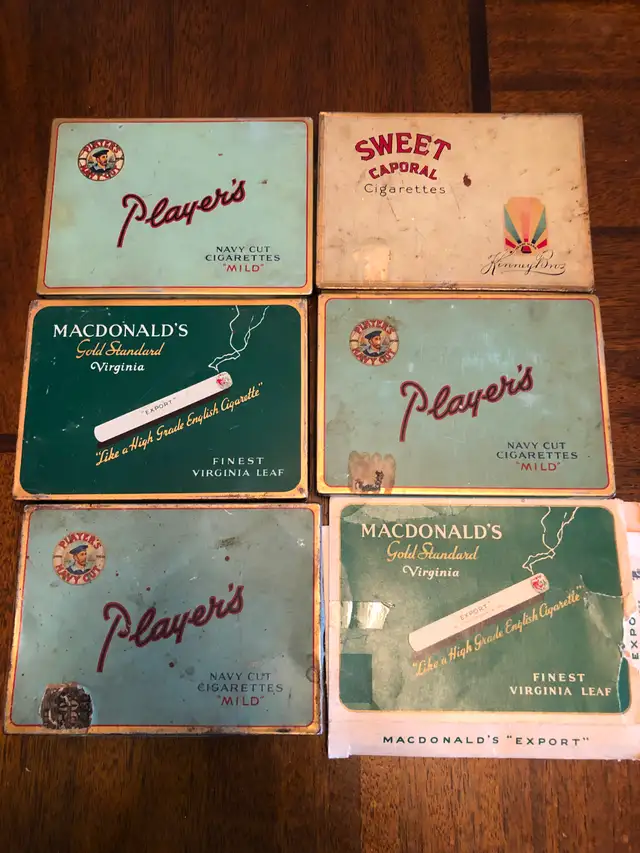 PLAYER'S
NAVY CUT
Player's
NAVY CUT
CIGARETTES
"MILD"
SWEET
CAPORAL
Cigarettes
Kinney Bros
MACDONALD'S
Gold Standard
Virginia
"EXPORT"
"Like a High Grade English Cigarette"
FINEST
VIRGINIA LEAF
PLAYER'S
NAVY CUT
Player's
NAVY CUT
CIGARETTES
"MILD"
PLAYER'S
NAVY CUT
Player's
NAVY CUT
CIGARETTES
"MILD"
MACDONALD'S
Gold Standard
Virginia
EXPORT
"Like a High Grade English Cigarette"
FINEST
VIRGINIA LEAF
MACDONALD'S "EXPORT"